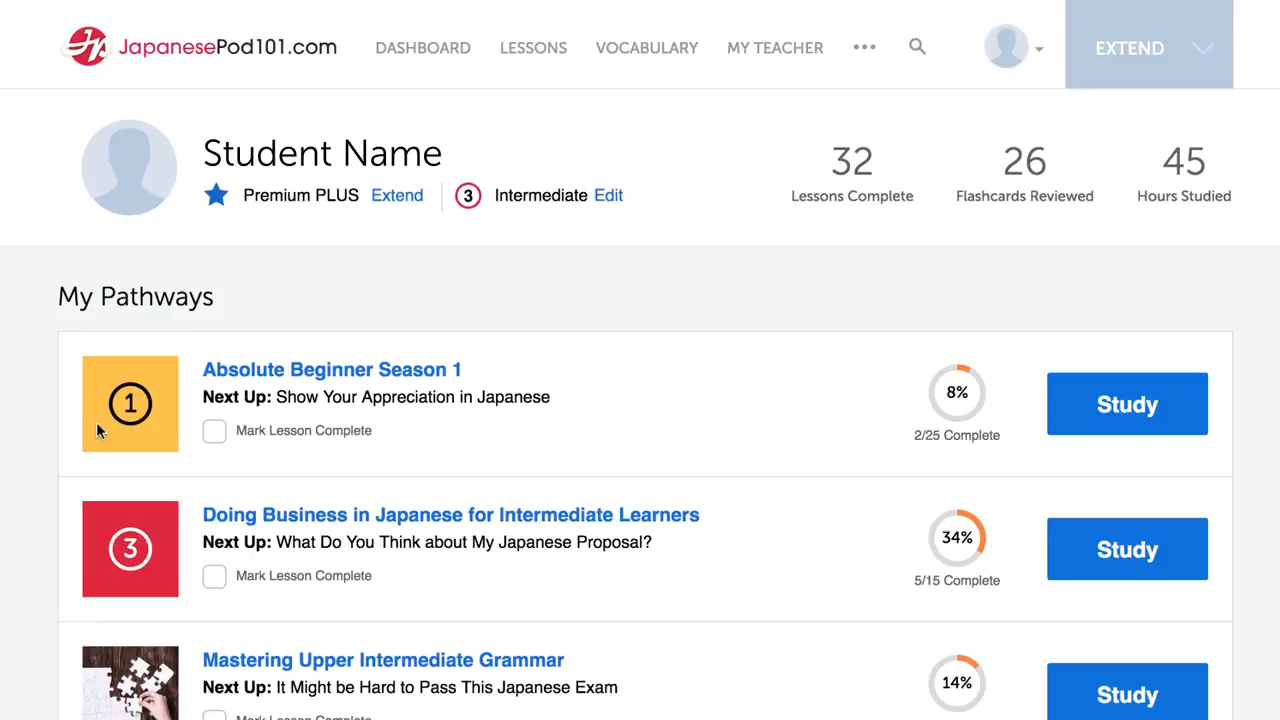 JapanesePod101.com DASHBOARD LESSONS VOCABULARY MY TEACHER ••• EXTEND
Student Name
Premium PLUS Extend 3 Intermediate Edit
32 26 45
Lessons Complete Flashcards Reviewed Hours Studied
My Pathways
Absolute Beginner Season 1
1 Next Up: Show Your Appreciation in Japanese 8% Study
Mark Lesson Complete 2/25 Complete
Doing Business in Japanese for Intermediate Learners
3 Next Up: What Do You Think about My Japanese Proposal? 34% Study
Mark Lesson Complete 5/15 Complete
Mastering Upper Intermediate Grammar
Next Up: It Might be Hard to Pass This Japanese Exam 14% Study
Mark Lesson Complete